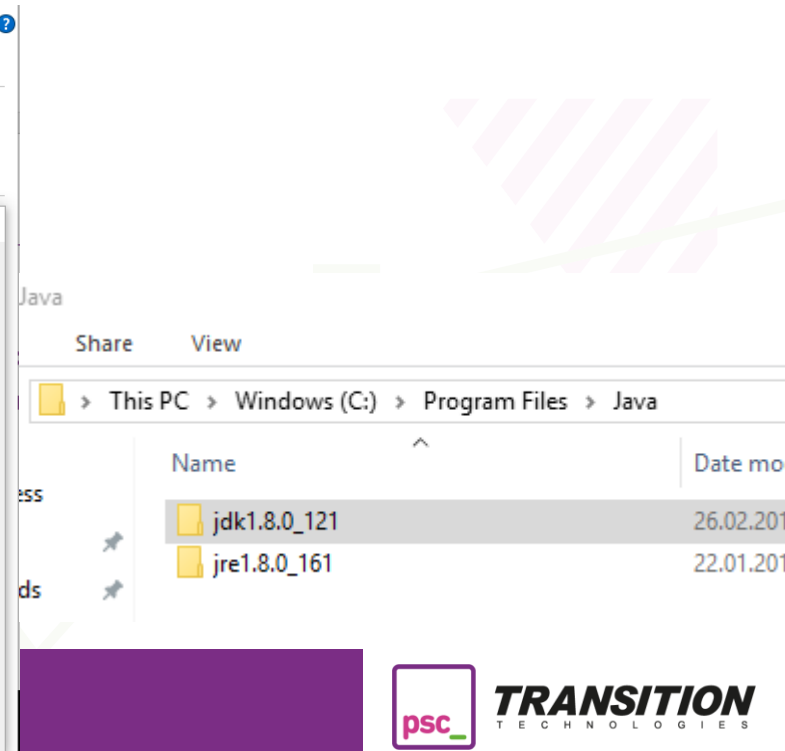 ?
Java
Share View
This PC > Windows (C:) > Program Files > Java
Name Date mo
ess
jdk1.8.0_121 26.02.201
jre1.8.0_161 22.01.201
ds
psc_ TRANSITION
TECHNOLOGIES